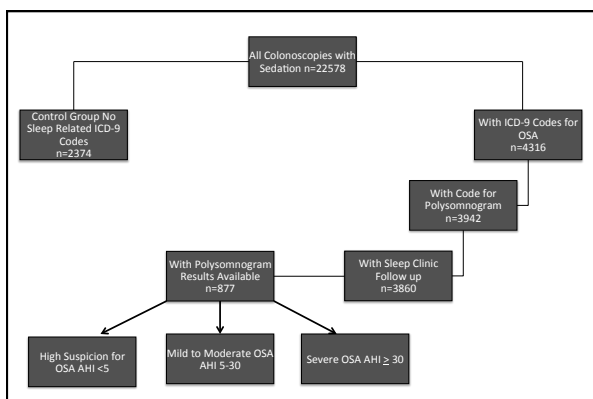 All Colonoscopies with
Sedation n=22578
Control Group No
Sleep Related ICD-9
Codes
n=2374
With ICD-9 Codes for
OSA
n=4316
With Code for
Polysomnogram
n=3942
With Sleep Clinic
Follow up
n=3860
With Polysomnogram
Results Available
n=877
High Suspicion for
OSA AHI <5
Mild to Moderate OSA
AHI 5-30
Severe OSA AHI ≥ 30